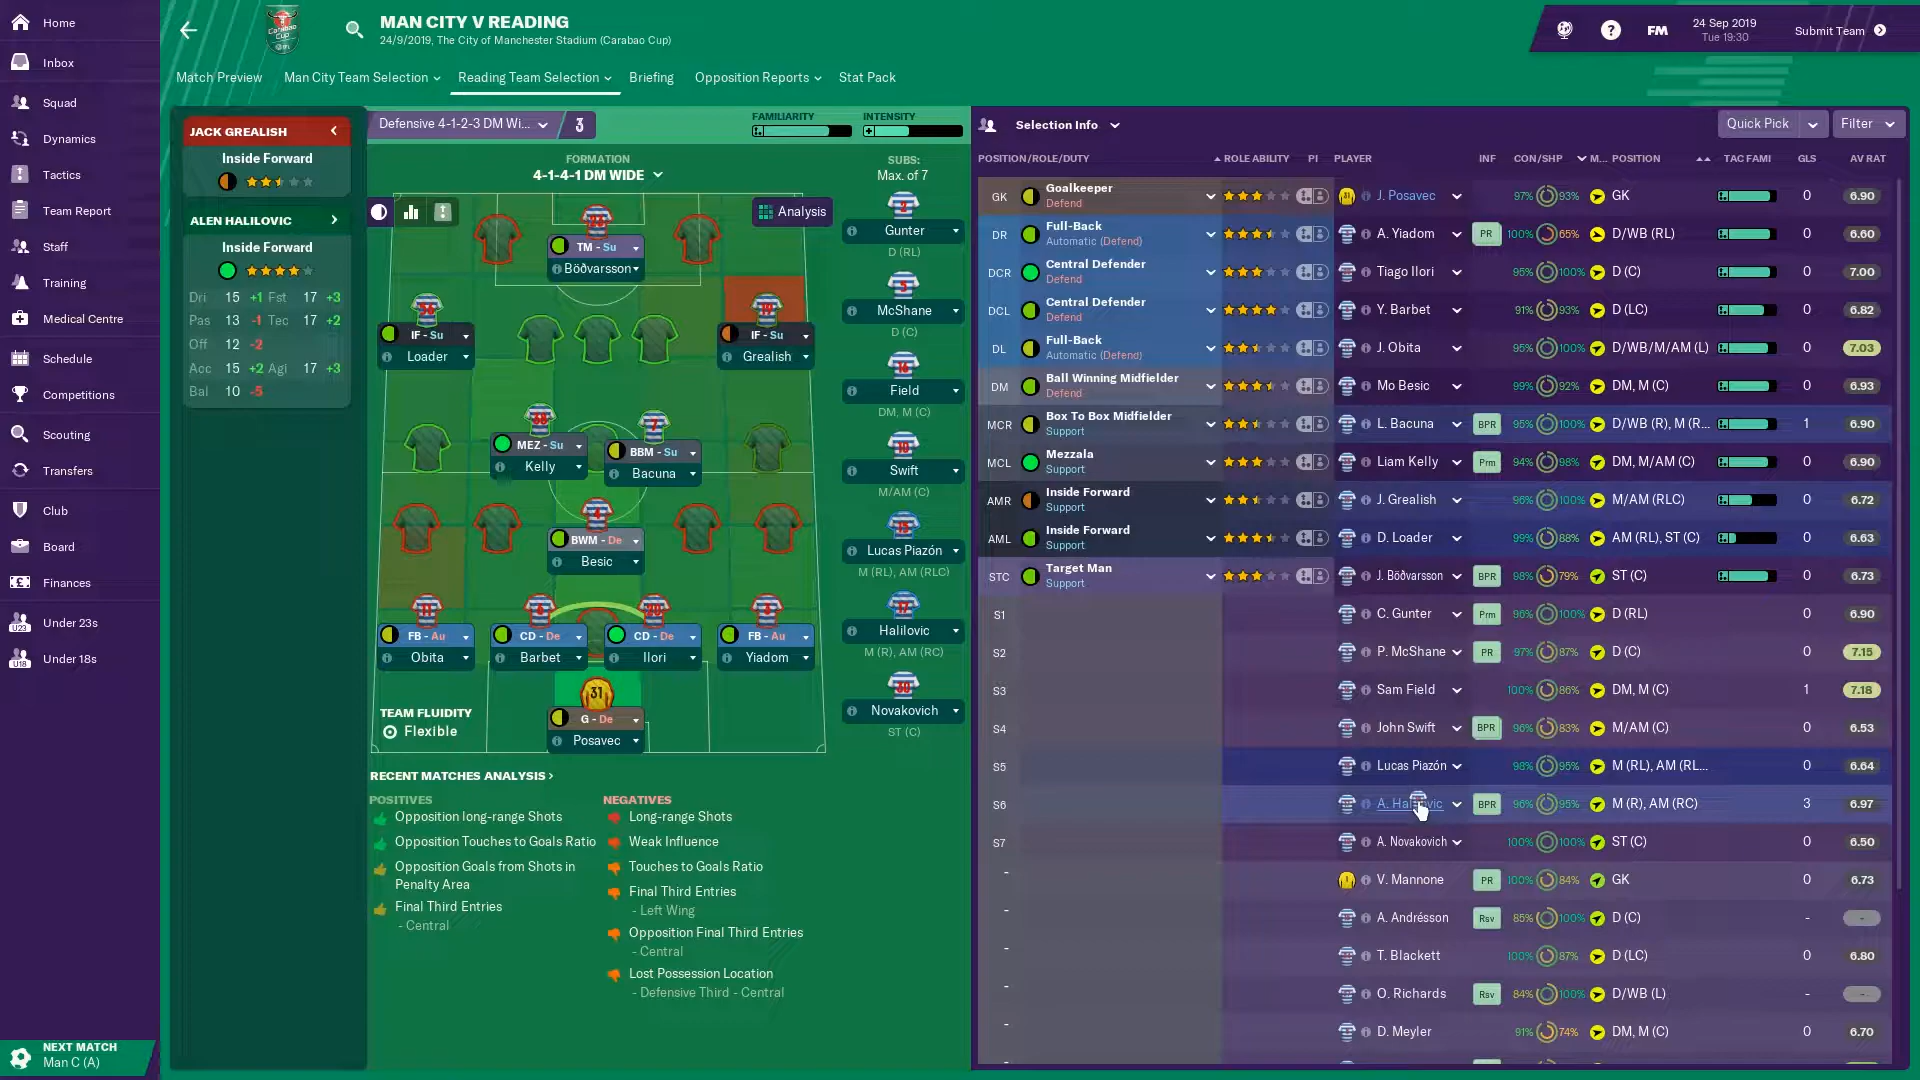 Home
Inbox
Squad
Dynamics
Tactics
Team Report
Staff
Training
Medical Centre
Schedule
Competitions
Scouting
Transfers
Club
Board
Finances
U23 Under 23s
U18 Under 18s
NEXT MATCH
Man C (A)
Carabao Cup
MAN CITY V READING
24/9/2019, The City of Manchester Stadium (Carabao Cup)
? FM
24 Sep 2019
Tue 19:30
Submit Team
Match Preview Man City Team Selection Reading Team Selection Briefing Opposition Reports Stat Pack
JACK GREALISH
Inside Forward
ALEN HALILOVIC
Inside Forward
Dri 15 +1 Fst 17 +3
Pas 13 -1 Tec 17 +2
Off 12 -2
Acc 15 +2 Agi 17 +3
Bal 10 -5
Defensive 4-1-2-3 DM Wi... 3
FAMILIARITY INTENSITY
FORMATION
4-1-4-1 DM WIDE
Analysis
TM - Su
Böðvarsson
IF - Su
Loader
IF - Su
Grealish
MEZ - Su
Kelly
BBM - Su
Bacuna
BWM - De
Besic
FB - Au
Obita
CD - De
Barbet
CD - De
Ilori
FB - Au
Yiadom
31
G - De
Posavec
TEAM FLUIDITY
Flexible
SUBS:
Max. of 7
Gunter
D (RL)
McShane
D (C)
Field
DM, M (C)
Swift
M/AM (C)
Lucas Piazón
M (RL), AM (RLC)
Halilovic
M (R), AM (RC)
Novakovich
ST (C)
RECENT MATCHES ANALYSIS >
POSITIVES
Opposition long-range Shots
Opposition Touches to Goals Ratio
Opposition Goals from Shots in
Penalty Area
Final Third Entries
- Central
NEGATIVES
Long-range Shots
Weak Influence
Touches to Goals Ratio
Final Third Entries
- Left Wing
Opposition Final Third Entries
- Central
Lost Possession Location
- Defensive Third - Central
Selection Info Quick Pick Filter
POSITION/ROLE/DUTY ROLE ABILITY PI PLAYER INF CON/SHP M... POSITION TAC FAMI GLS AV RAT
GK Goalkeeper Defend J. Posavec 97% 93% GK 6.90
DR Full-Back Automatic (Defend) A. Yiadom PR 100% 65% D/WB (RL) 0 6.60
DCR Central Defender Defend Tiago Ilori 95% 100% D (C) 0 7.00
DCL Central Defender Defend Y. Barbet 91% 93% D (LC) 0 6.82
DL Full-Back Automatic (Defend) J. Obita 95% 100% D/WB/M/AM (L) 0 7.03
DM Ball Winning Midfielder Defend Mo Besic 99% 92% DM, M (C) 0 6.93
MCR Box To Box Midfielder Support L. Bacuna BPR 95% 100% D/WB (R), M (R... 1 6.90
MCL Mezzala Support Liam Kelly Prm 94% 98% DM, M/AM (C) 0 6.90
AMR Inside Forward Support J. Grealish 96% 100% M/AM (RLC) 0 6.72
AML Inside Forward Support D. Loader 99% 88% AM (RL), ST (C) 0 6.63
STC Target Man Support J. Böðvarsson BPR 98% 79% ST (C) 0 6.73
S1 C. Gunter Prm 96% 100% D (RL) 0 6.90
S2 P. McShane PR 97% 87% D (C) 0 7.15
S3 Sam Field 100% 86% DM, M (C) 1 7.18
S4 John Swift BPR 96% 83% M/AM (C) 0 6.53
S5 Lucas Piazón 98% 95% M (RL), AM (RL... 0 6.64
S6 A. BPR 96% 95% M (R), AM (RC) 3 6.97
S7 A. Novakovich 100% 100% ST (C) 0 6.50
- V. Mannone PR 100% 84% GK 0 6.73
- A. Andrésson Rsv 85% 100% D (C) - -
- T. Blackett 100% 87% D (LC) 0 6.80
- O. Richards Rsv 84% 100% D/WB (L) - -
- D. Meyler 91% 74% DM, M (C) 0 6.70